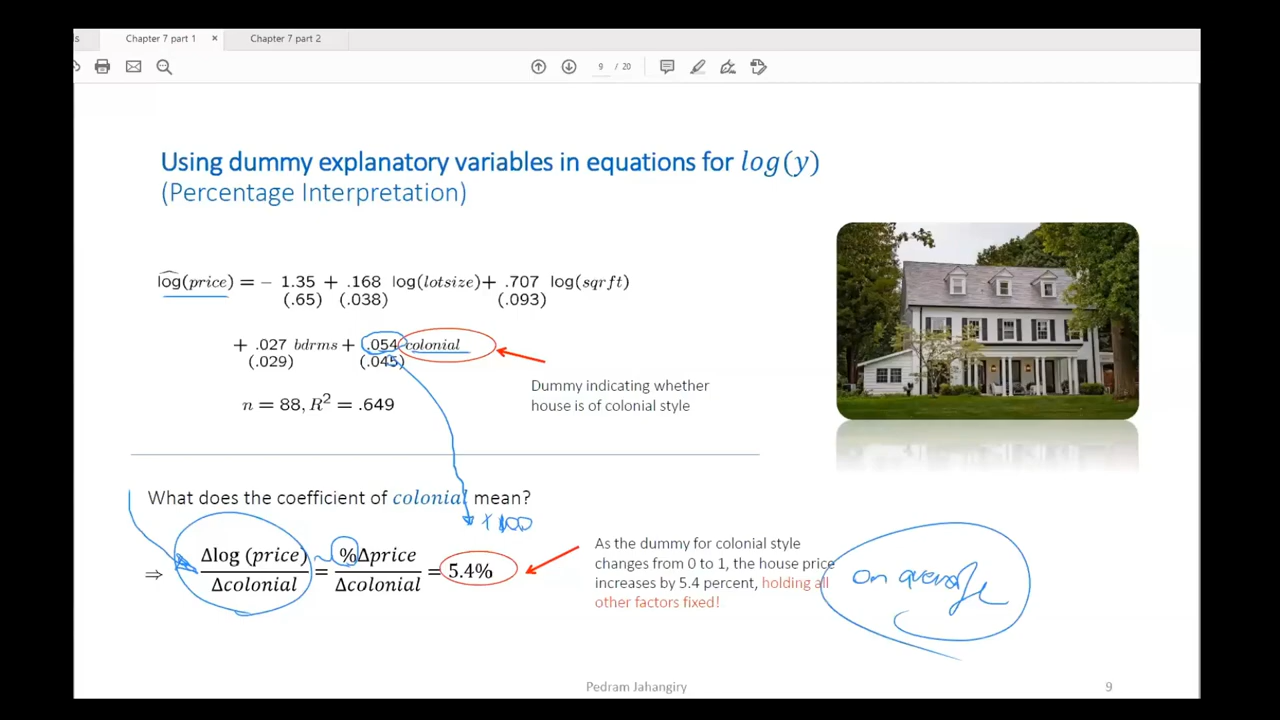 s Chapter 7 part 1 × Chapter 7 part 2
9 / 20
Using dummy explanatory variables in equations for log(y)
(Percentage Interpretation)
log(price) = − 1.35 + .168 log(lotsize)+ .707 log(sqrft)
(.65) (.038) (.093)
+ .027 bdrms + .054 colonial
(.029) (.045)
Dummy indicating whether
house is of colonial style
n = 88, R² = .649
What does the coefficient of colonial mean?
×100
⇒ Δlog (price) / Δcolonial = %Δprice / Δcolonial = 5.4%
As the dummy for colonial style
changes from 0 to 1, the house price
increases by 5.4 percent, holding all
other factors fixed!
on average
Pedram Jahangiry
9